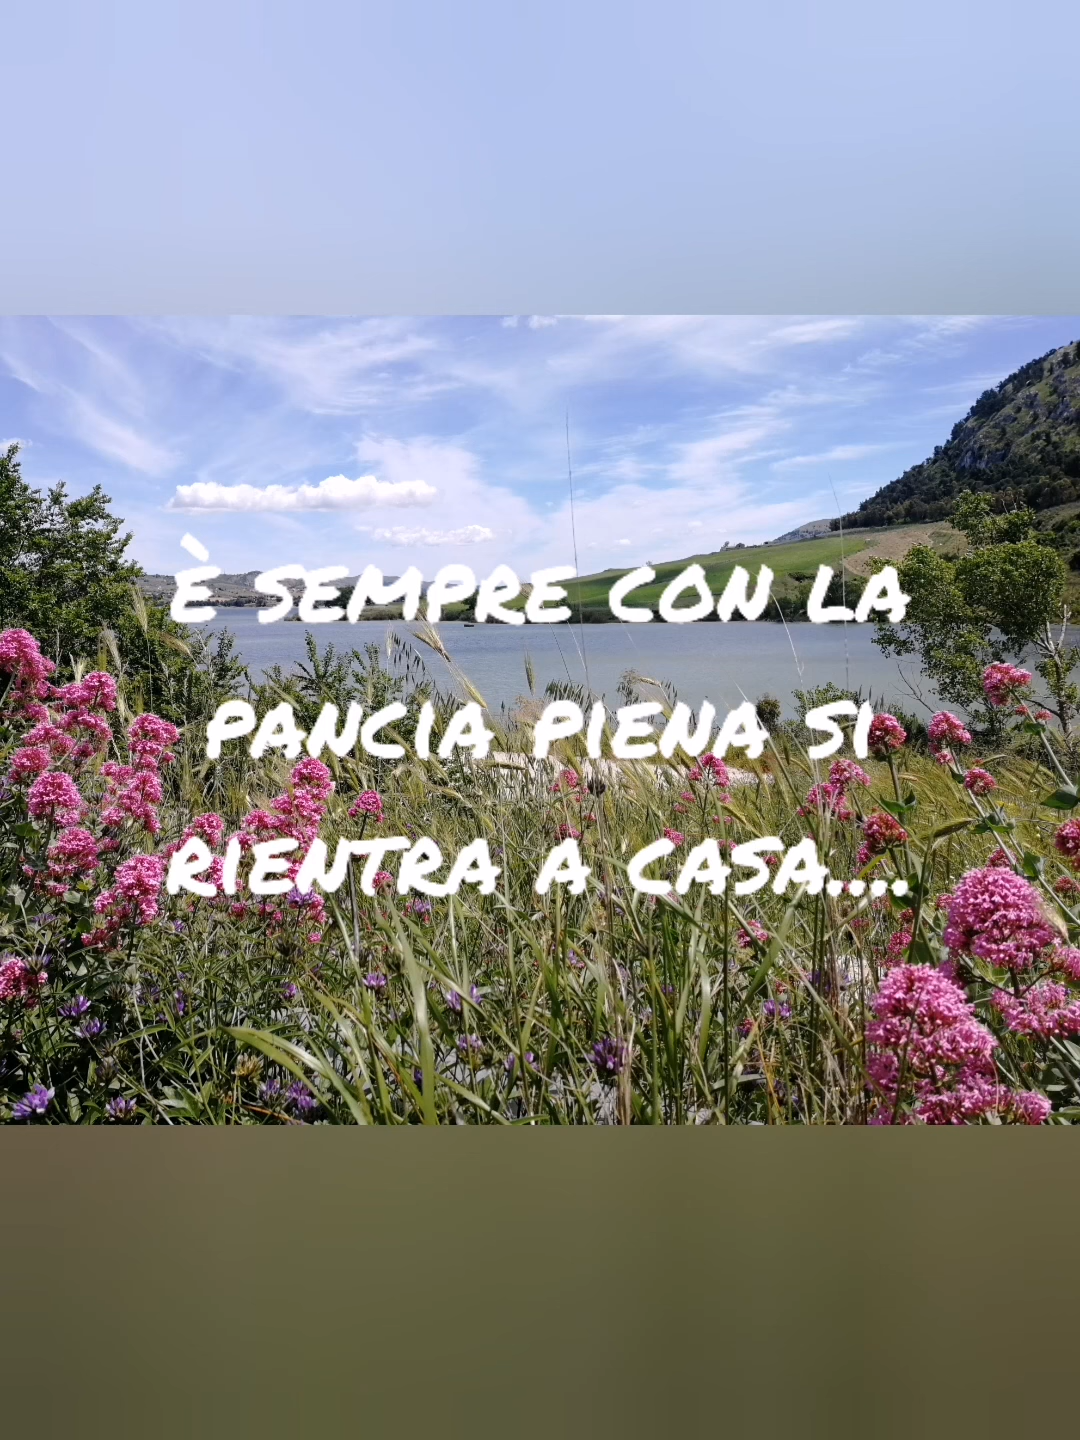 È SEMPRE CON LA
PANCIA PIENA SI
RIENTRA A CASA....